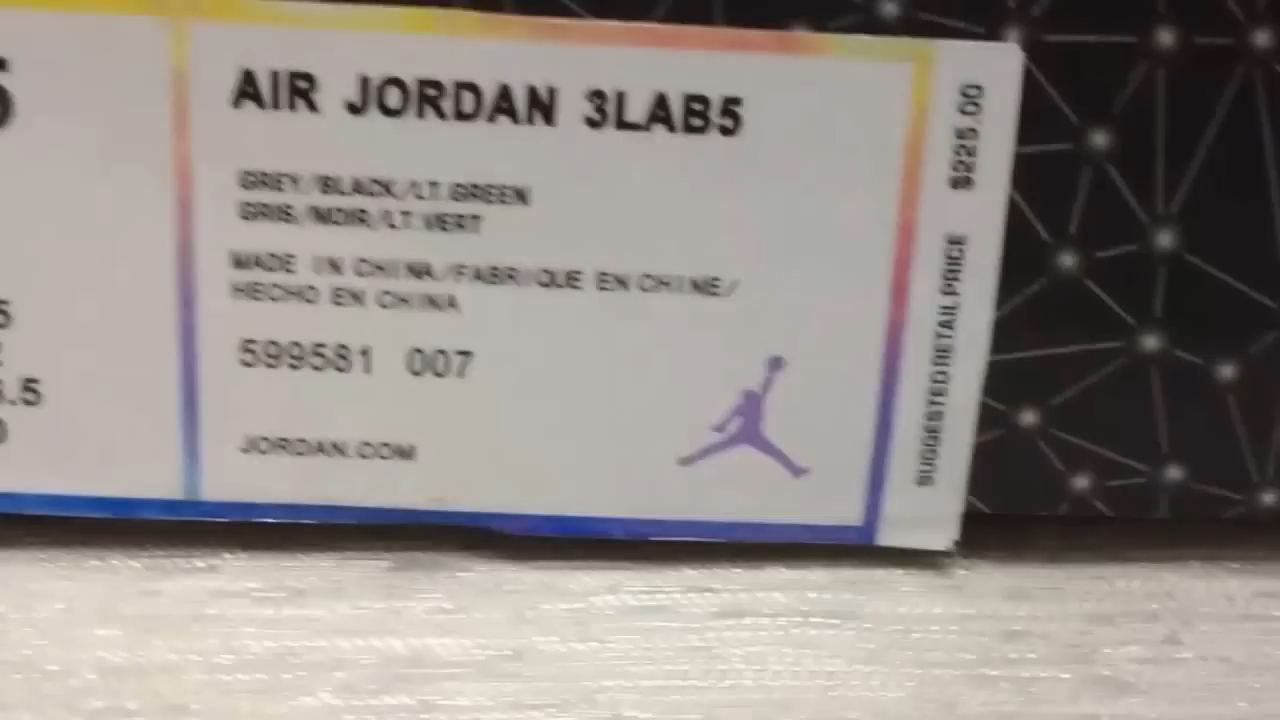 AIR JORDAN 3LAB5
GREY/BLACK/LT.GREEN
GRIS/NOIR/LT.VERT
MADE IN CHINA/FABRIQUE EN CHINE/
HECHO EN CHINA
599581 007
JORDAN.COM
SUGGESTED RETAIL PRICE $225.00